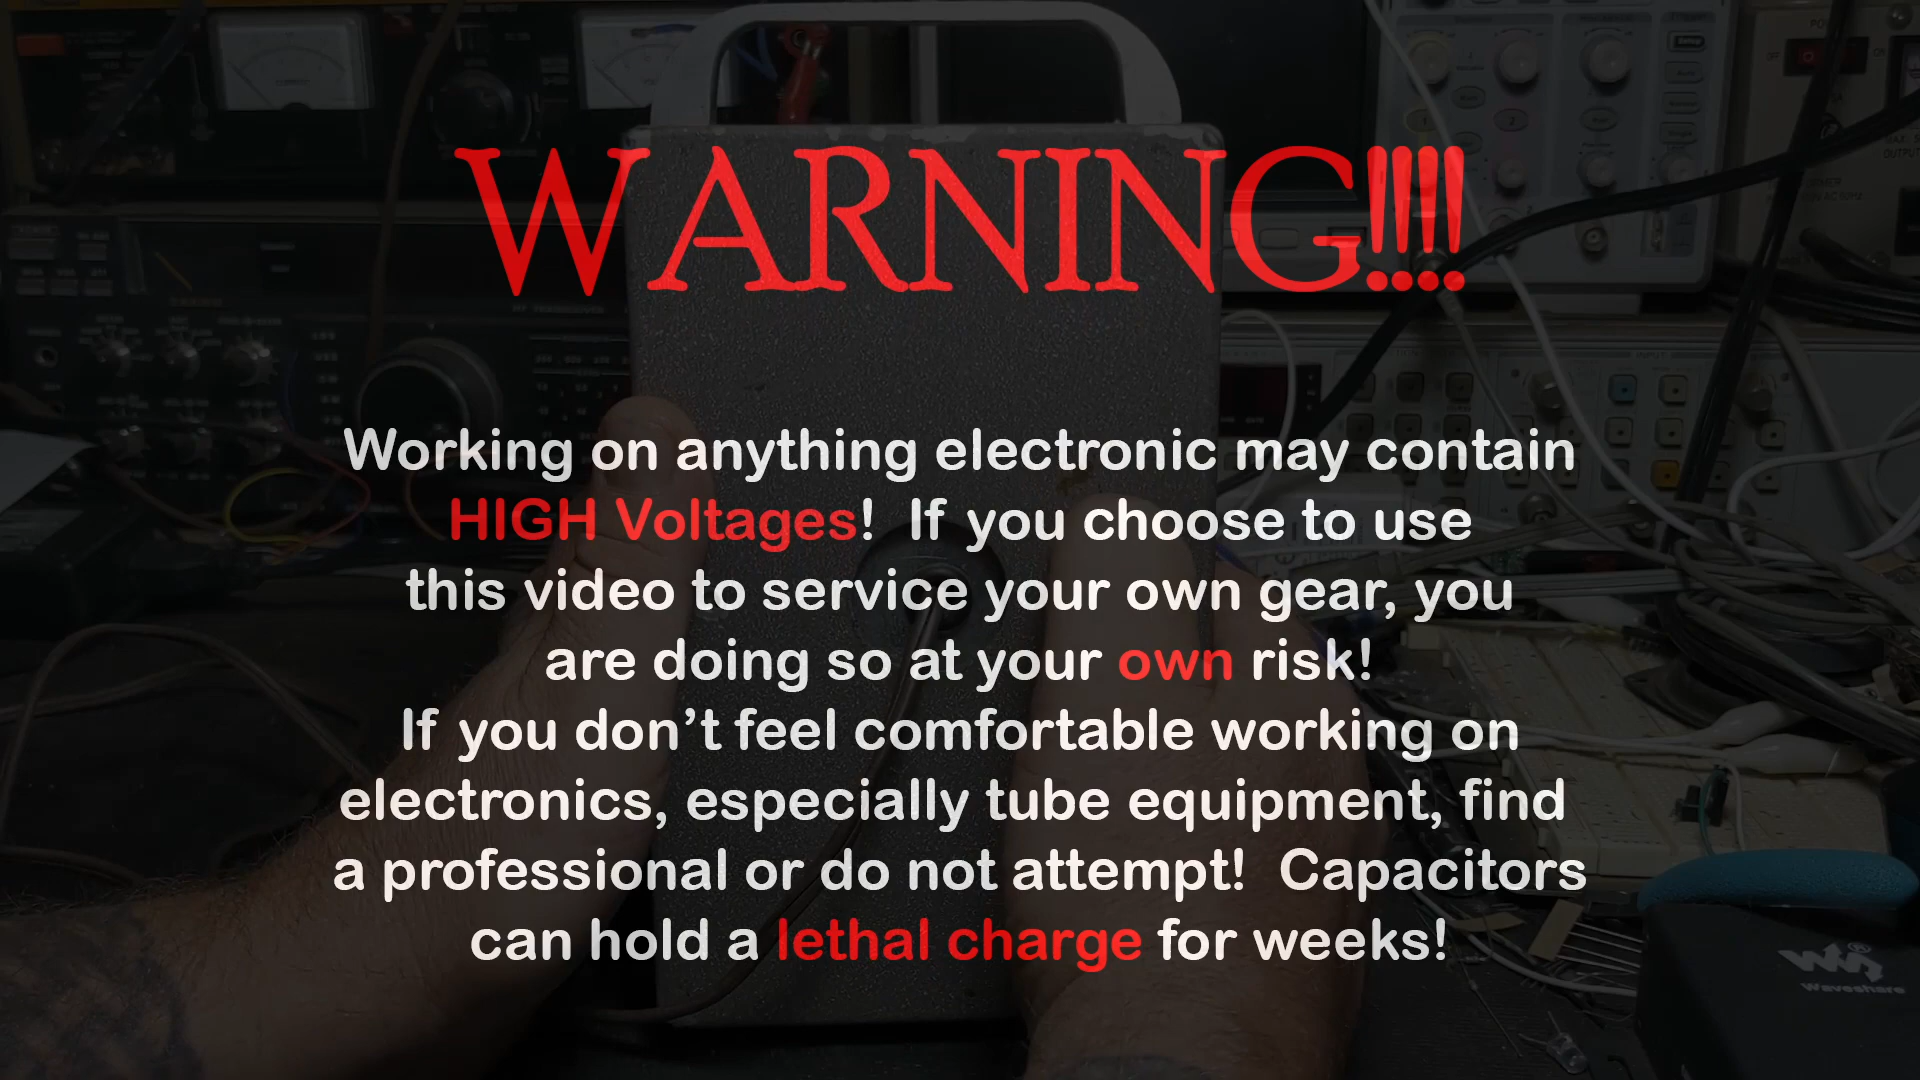 WARNING!!!!
Working on anything electronic may contain
HIGH Voltages!  If you choose to use
this video to service your own gear, you
are doing so at your own risk!
If you don’t feel comfortable working on
electronics, especially tube equipment, find
a professional or do not attempt!  Capacitors
can hold a lethal charge for weeks!
Waveshare